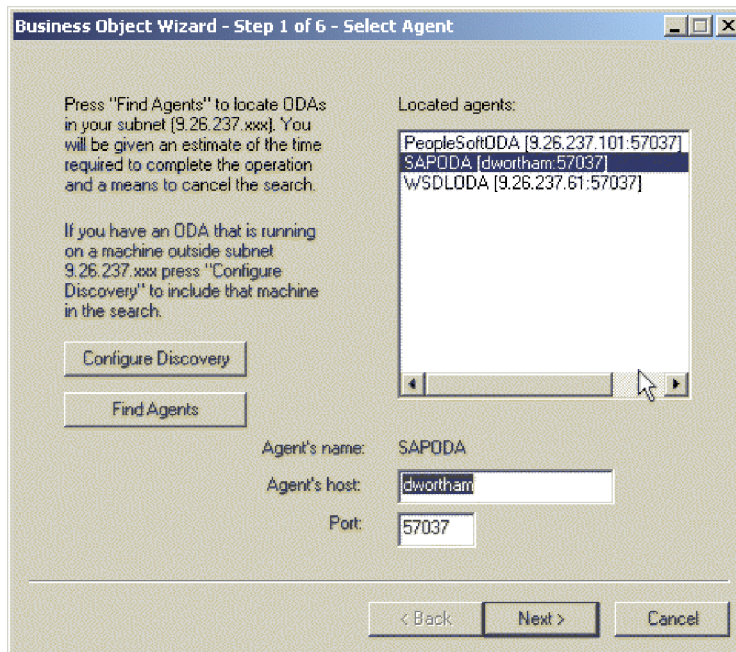 Business Object Wizard - Step 1 of 6 - Select Agent
Press "Find Agents" to locate ODAs
in your subnet (9.26.237.xxx). You
will be given an estimate of the time
required to complete the operation
and a means to cancel the search.
If you have an ODA that is running
on a machine outside subnet
9.26.237.xxx press "Configure
Discovery" to include that machine
in the search.
Configure Discovery
Find Agents
Located agents:
PeopleSoftODA [9.26.237.101:57037]
SAPODA [dwortham:57037]
WSDLODA [9.26.237.61:57037]
Agent's name: SAPODA
Agent's host: dwortham
Port: 57037
< Back Next > Cancel